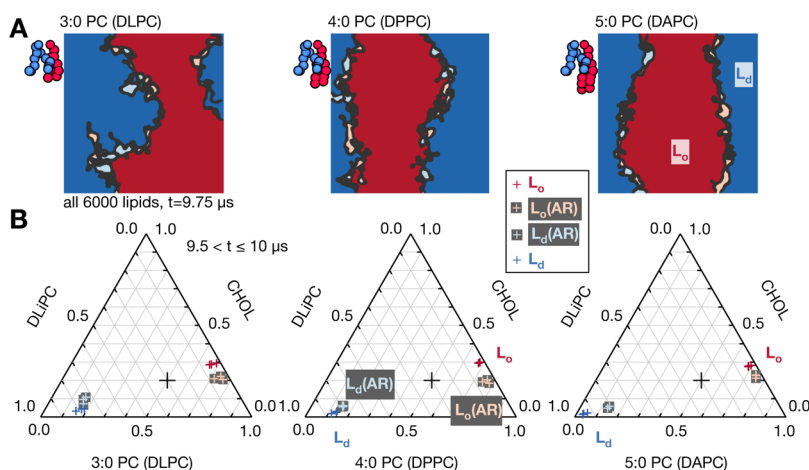 A
3:0 PC (DLPC)
4:0 PC (DPPC)
5:0 PC (DAPC)
Ld
Lo
all 6000 lipids, t=9.75 μs
Lo
Lo(AR)
Ld(AR)
Ld
B
9.5 < t ≤ 10 μs
0.0 1.0
DLiPC
CHOL
0.5
0.5
1.0
0.0
0.0
0.5
1.0
3:0 PC (DLPC)
0.0 1.0
DLiPC
CHOL
0.5
0.5
Lo
Ld(AR)
Lo(AR)
1.0
0.0
0.0
Ld
0.5
1.0
4:0 PC (DPPC)
0.0 1.0
DLiPC
CHOL
0.5
0.5
Lo
1.0
0.0
0.0
Ld
0.5
1.0
5:0 PC (DAPC)